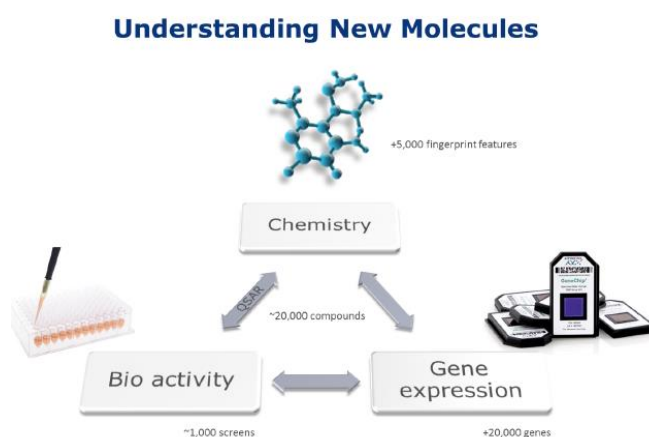 Understanding New Molecules
+5,000 fingerprint features
Chemistry
QSAR
~20,000 compounds
GeneChip
Bio activity
Gene
expression
~1,000 screens
+20,000 genes